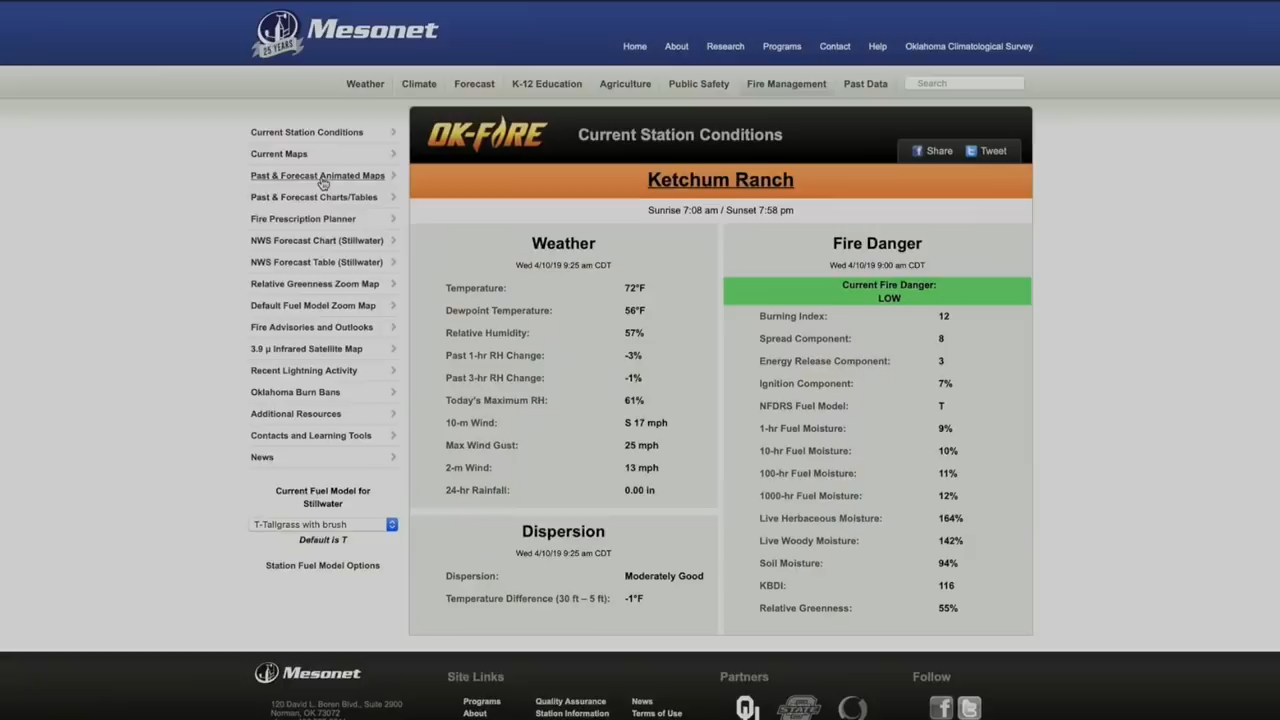 25 YEARS
Mesonet
Home About Research Programs Contact Help Oklahoma Climatological Survey
Weather Climate Forecast K-12 Education Agriculture Public Safety Fire Management Past Data Search
Current Station Conditions
Current Maps
Past & Forecast Animated Maps
Past & Forecast Charts/Tables
Fire Prescription Planner
NWS Forecast Chart (Stillwater)
NWS Forecast Table (Stillwater)
Relative Greenness Zoom Map
Default Fuel Model Zoom Map
Fire Advisories and Outlooks
3.9 µ Infrared Satellite Map
Recent Lightning Activity
Oklahoma Burn Bans
Additional Resources
Contacts and Learning Tools
News
Current Fuel Model for
Stillwater
T-Tallgrass with brush
Default is T
Station Fuel Model Options
OK-FIRE Current Station Conditions
Share Tweet
Ketchum Ranch
Sunrise 7:08 am / Sunset 7:58 pm
Weather
Wed 4/10/19 9:25 am CDT
Temperature: 72°F
Dewpoint Temperature: 56°F
Relative Humidity: 57%
Past 1-hr RH Change: -3%
Past 3-hr RH Change: -1%
Today's Maximum RH: 61%
10-m Wind: S 17 mph
Max Wind Gust: 25 mph
2-m Wind: 13 mph
24-hr Rainfall: 0.00 in
Dispersion
Wed 4/10/19 9:25 am CDT
Dispersion: Moderately Good
Temperature Difference (30 ft – 5 ft): -1°F
Fire Danger
Wed 4/10/19 9:00 am CDT
Current Fire Danger:
LOW
Burning Index: 12
Spread Component: 8
Energy Release Component: 3
Ignition Component: 7%
NFDRS Fuel Model: T
1-hr Fuel Moisture: 9%
10-hr Fuel Moisture: 10%
100-hr Fuel Moisture: 11%
1000-hr Fuel Moisture: 12%
Live Herbaceous Moisture: 164%
Live Woody Moisture: 142%
Soil Moisture: 94%
KBDI: 116
Relative Greenness: 55%
Mesonet
120 David L. Boren Blvd., Suite 2900
Norman, OK 73072
Site Links
Programs Quality Assurance News
About Station Information Terms of Use
Partners
Follow